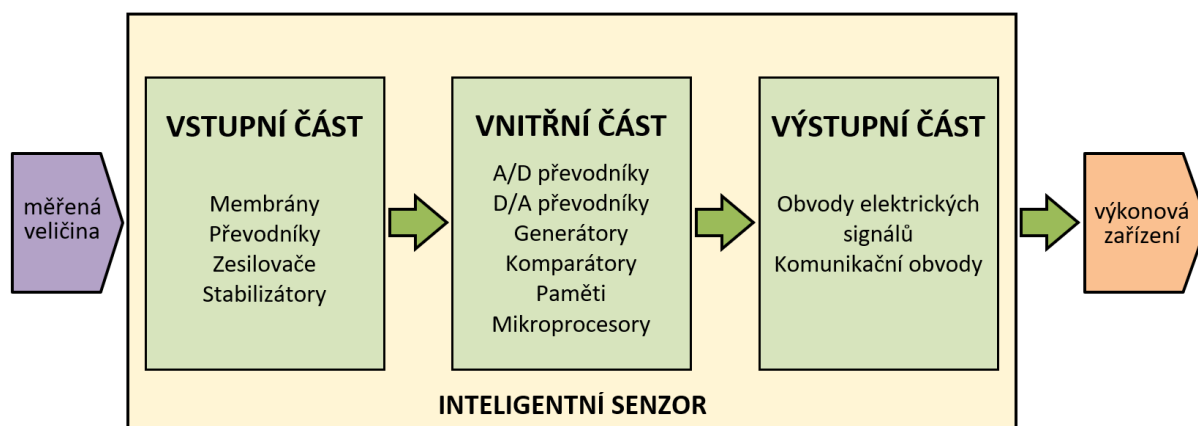 měřená
veličina
VSTUPNÍ ČÁST
Membrány
Převodníky
Zesilovače
Stabilizátory
VNITŘNÍ ČÁST
A/D převodníky
D/A převodníky
Generátory
Komparátory
Paměti
Mikroprocesory
VÝSTUPNÍ ČÁST
Obvody elektrických
signálů
Komunikační obvody
výkonová
zařízení
INTELIGENTNÍ SENZOR